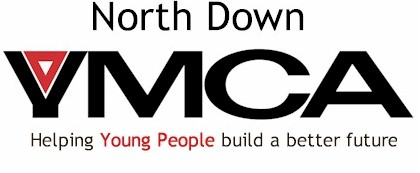 North Down
YMCA
Helping Young People build a better future